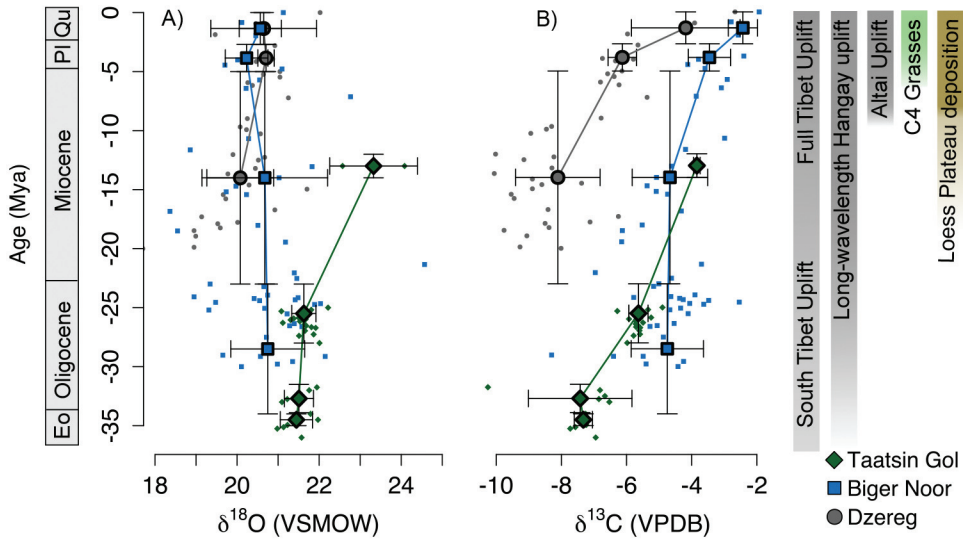 Age (Mya)
Qu
Pl
Miocene
Oligocene
Eo
0
-5
-10
-15
-20
-25
-30
-35
A)
18
20
22
24
δ18O (VSMOW)
B)
-10
-8
-6
-4
-2
δ13C (VPDB)
South Tibet Uplift
Full Tibet Uplift
Long-wavelength Hangay uplift
Altai Uplift
C4 Grasses
Loess Plateau deposition
Taatsin Gol
Biger Noor
Dzereg